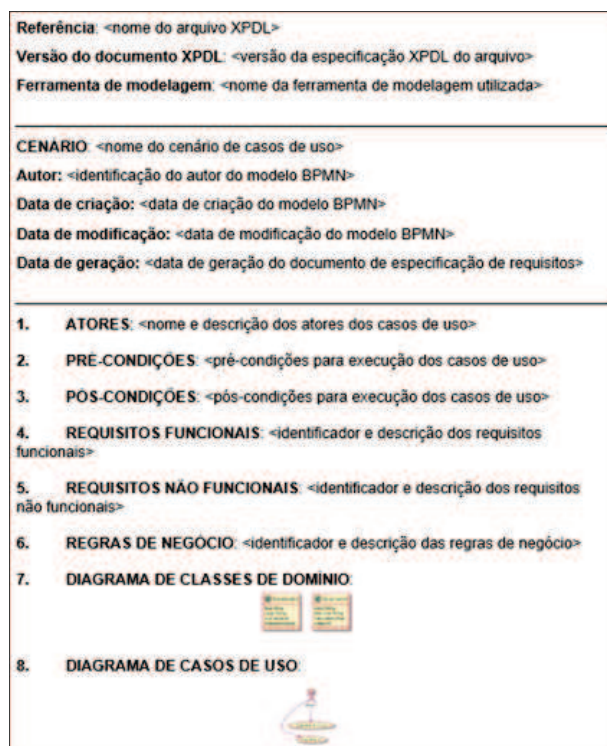 Referência: <nome do arquivo XPDL>
Versão do documento XPDL: <versão da especificação XPDL do arquivo>
Ferramenta de modelagem: <nome da ferramenta de modelagem utilizada>
CENÁRIO: <nome do cenário de casos de uso>
Autor: <identificação do autor do modelo BPMN>
Data de criação: <data de criação do modelo BPMN>
Data de modificação: <data de modificação do modelo BPMN>
Data de geração: <data de geração do documento de especificação de requisitos>
1. ATORES: <nome e descrição dos atores dos casos de uso>
2. PRÉ-CONDIÇÕES: <pré-condições para execução dos casos de uso>
3. PÓS-CONDIÇÕES: <pós-condições para execução dos casos de uso>
4. REQUISITOS FUNCIONAIS: <identificador e descrição dos requisitos
funcionais>
5. REQUISITOS NÃO FUNCIONAIS: <identificador e descrição dos requisitos
não funcionais>
6. REGRAS DE NEGÓCIO: <identificador e descrição das regras de negócio>
7. DIAGRAMA DE CLASSES DE DOMÍNIO:
8. DIAGRAMA DE CASOS DE USO: